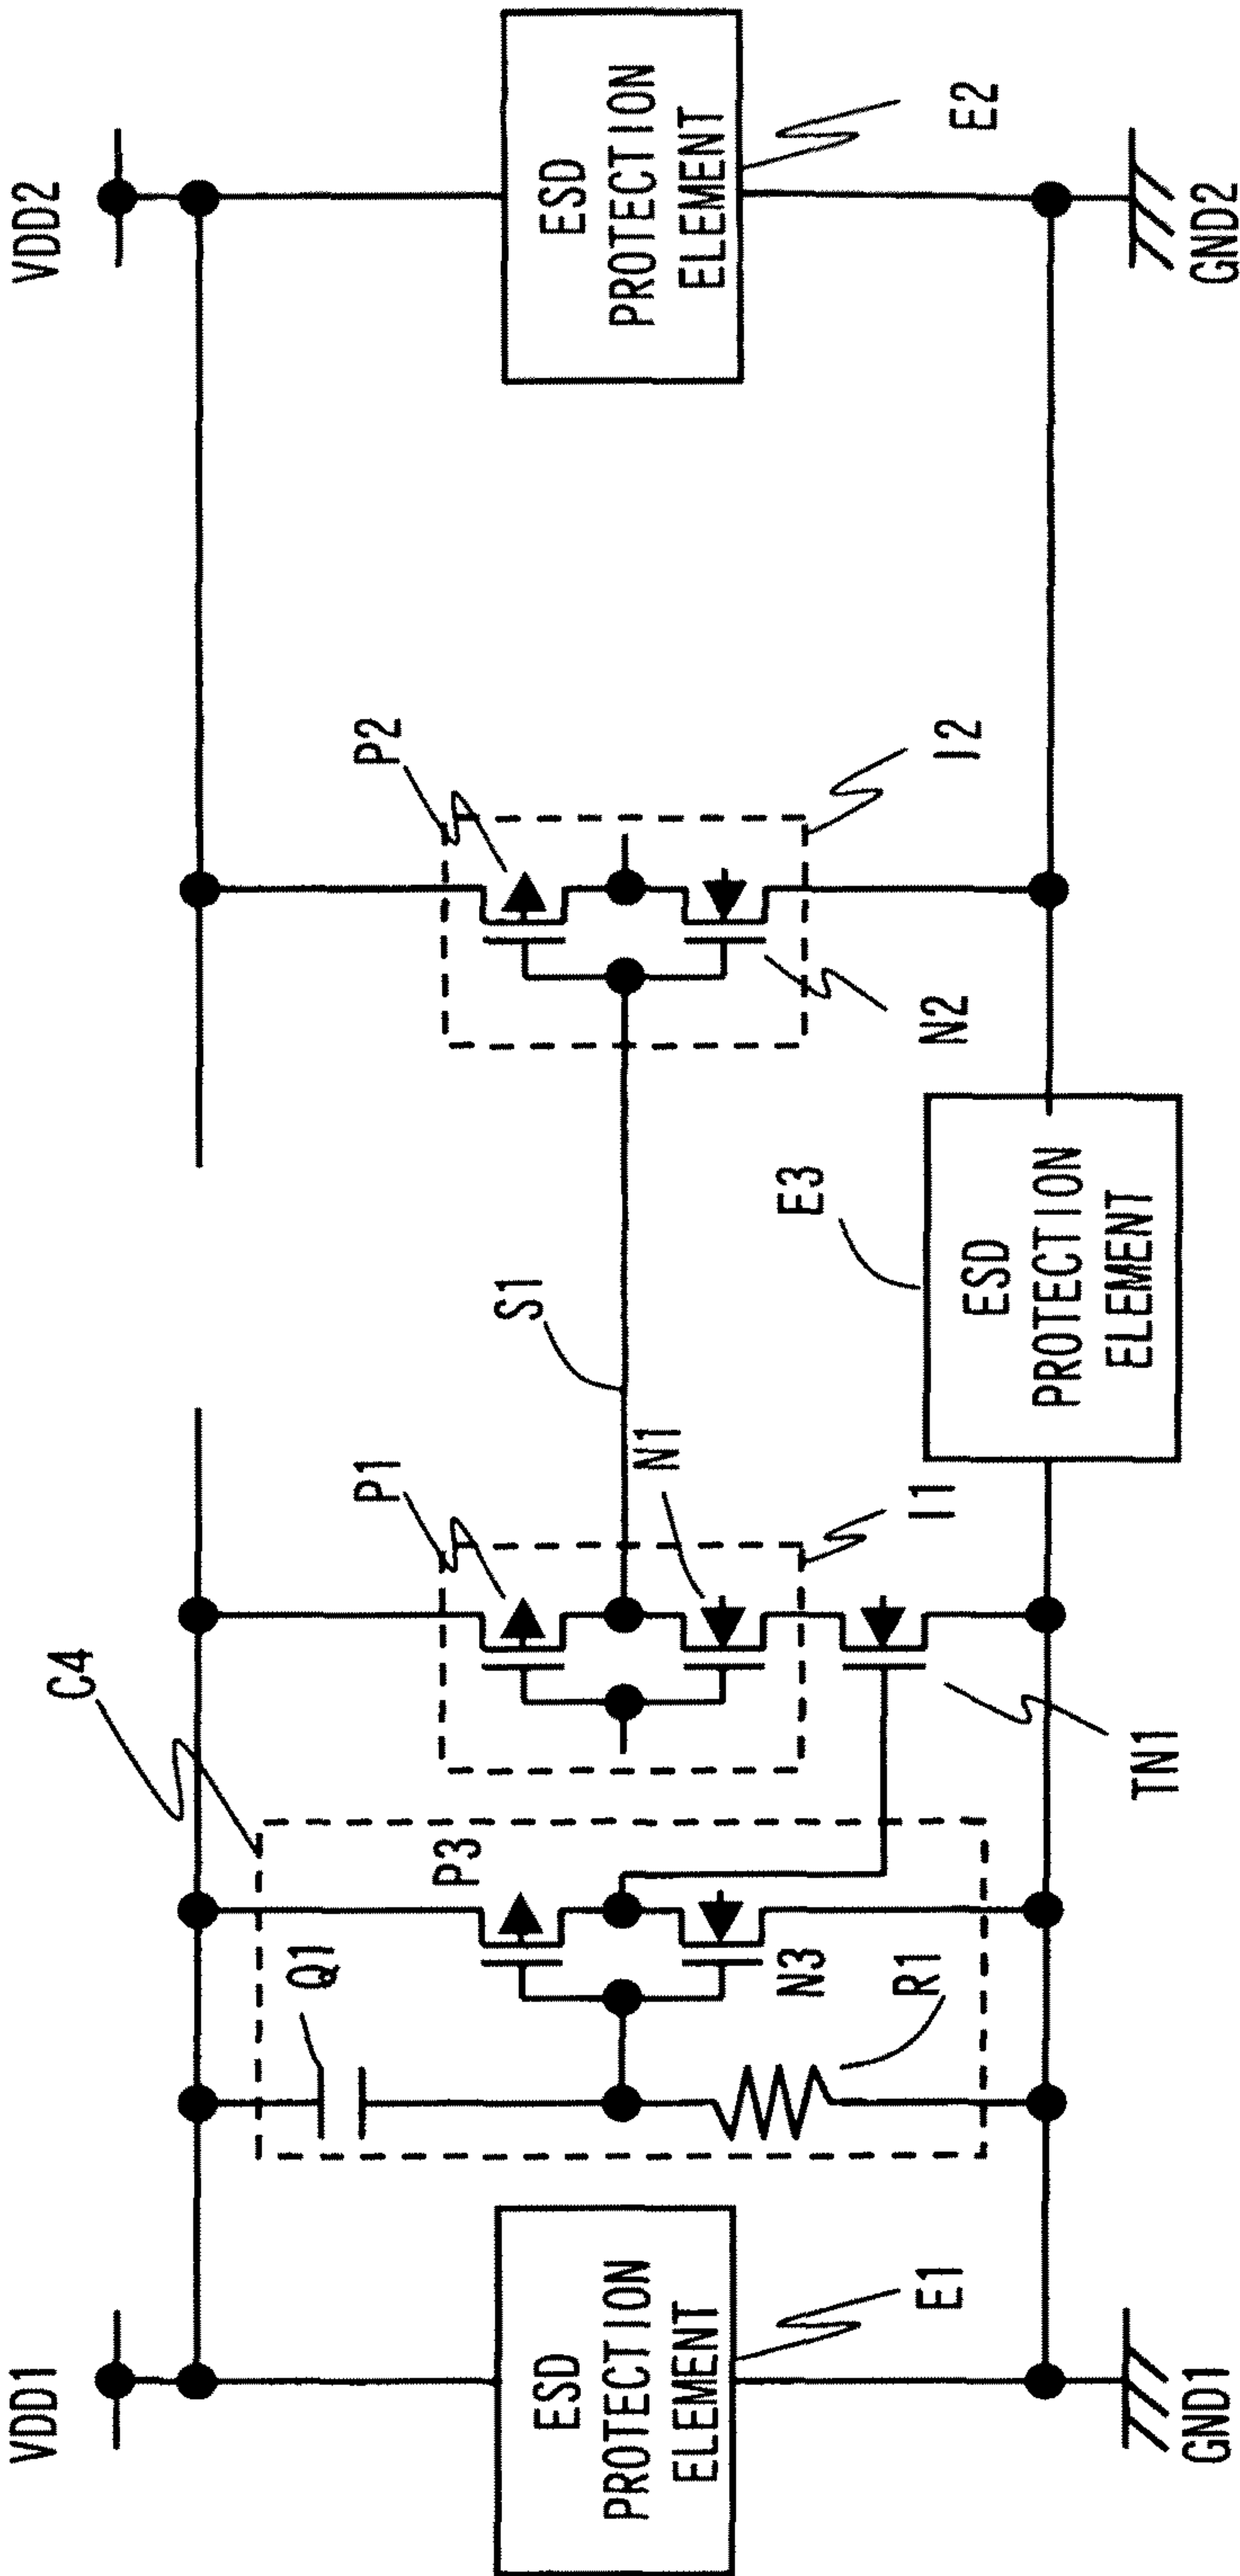 VDD1
ESD
PROTECTION
ELEMENT
E1
GND1
C4
Q1
P3
N3
R1
P1
N1
I1
TN1
S1
E3
ESD
PROTECTION
ELEMENT
P2
I2
N2
VDD2
ESD
PROTECTION
ELEMENT
E2
GND2